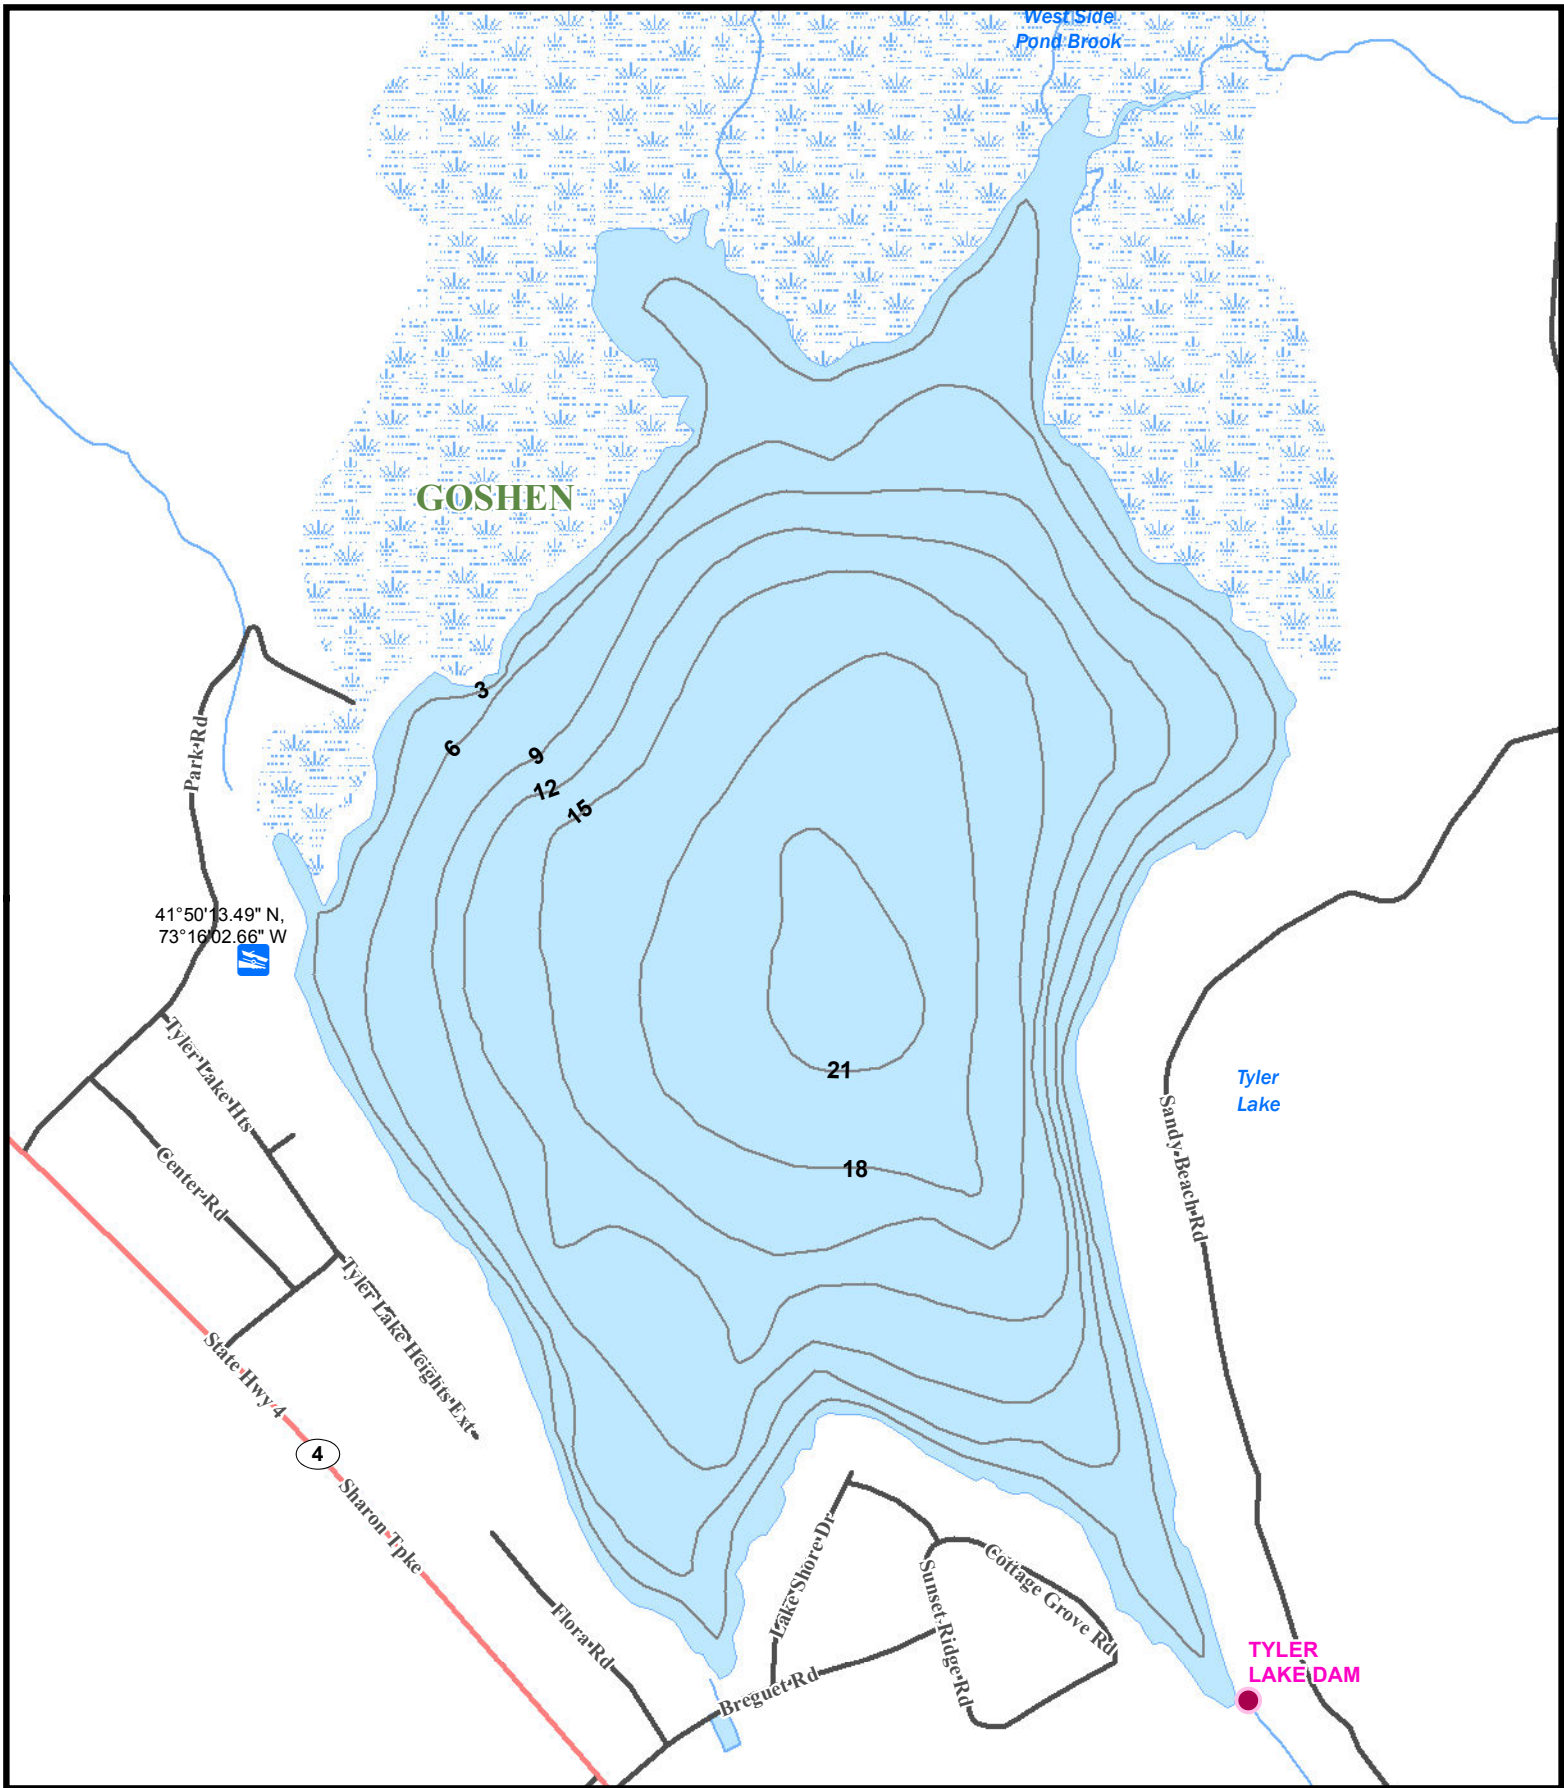 West Side
Pond Brook
GOSHEN
3
6
9
12
15
Park Rd
41°50'13.49" N,
73°16'02.66" W
21
18
Tyler
Lake
Tyler Lake Hts
Center Rd
Sandy Beach Rd
Tyler Lake Heights Ext
State Hwy 4
4
Sharon Tpke
Flora Rd
Lake Shore Dr
Sunset Ridge Rd
Cottage Grove Rd
Breguet Rd
TYLER
LAKE DAM